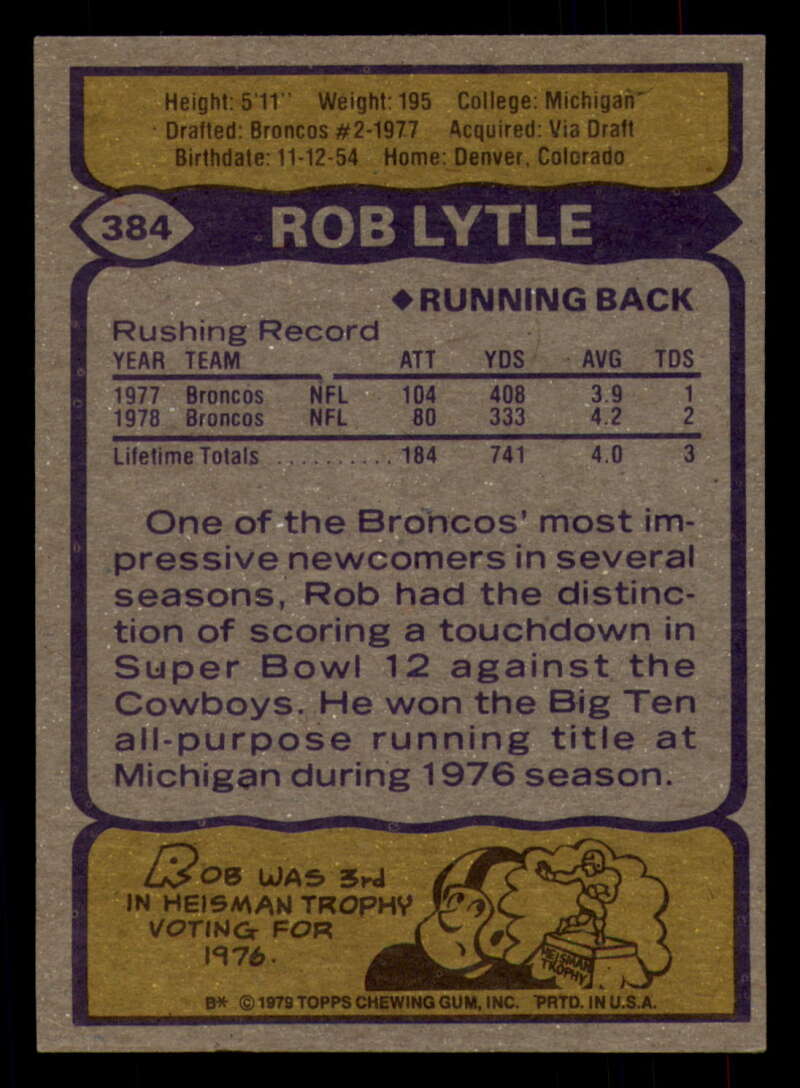 Height: 5'11" Weight: 195 College: Michigan
Drafted: Broncos #2-1977 Acquired: Via Draft
Birthdate: 11-12-54 Home: Denver, Colorado
384 ROB LYTLE
◆RUNNING BACK
Rushing Record
YEAR TEAM ATT YDS AVG TDS
1977 Broncos NFL 104 408 3.9 1
1978 Broncos NFL 80 333 4.2 2
Lifetime Totals .......... 184 741 4.0 3
One of the Broncos' most im-
pressive newcomers in several
seasons, Rob had the distinc-
tion of scoring a touchdown in
Super Bowl 12 against the
Cowboys. He won the Big Ten
all-purpose running title at
Michigan during 1976 season.
ROB WAS 3rd
IN HEISMAN TROPHY
VOTING FOR
1976.
HEISMAN
TROPHY
B* © 1979 TOPPS CHEWING GUM, INC. PRTD. IN U.S.A.